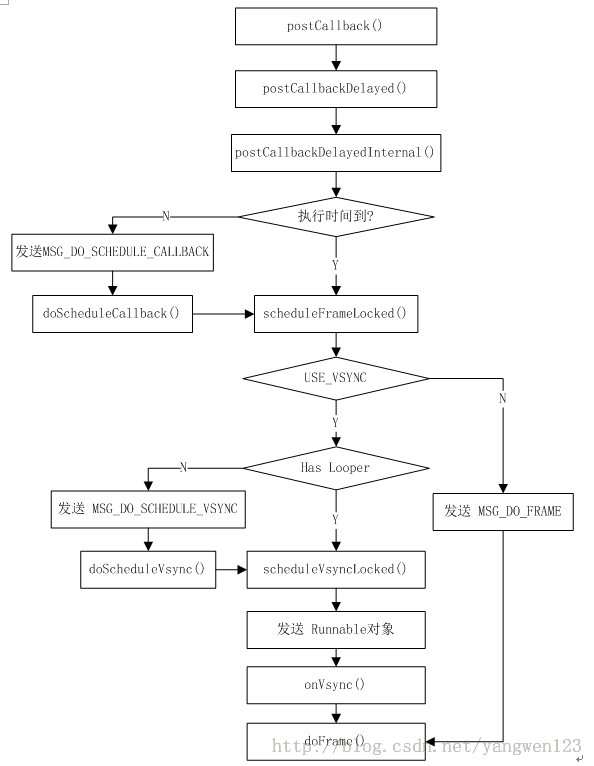 postCallback()
postCallbackDelayed()
postCallbackDelayedInternal()
执行时间到?
N
发送MSG_DO_SCHEDULE_CALLBACK
Y
doScheduleCallback()
scheduleFrameLocked()
USE_VSYNC
N
Y
Has Looper
N
发送 MSG_DO_SCHEDULE_VSYNC
发送 MSG_DO_FRAME
Y
doScheduleVsync()
scheduleVsyncLocked()
发送 Runnable对象
onVsync()
doFrame()
http://blog.csdn.net/yangwen123